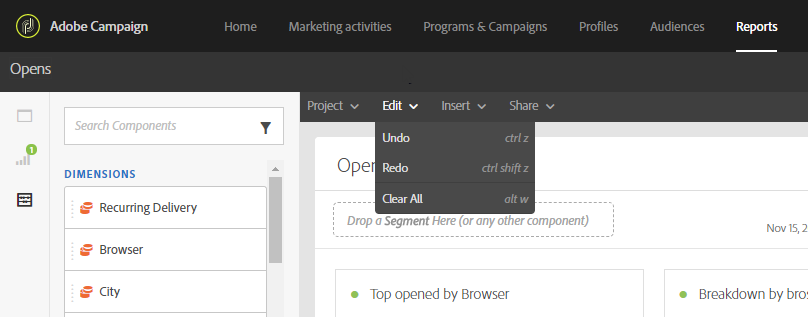 Adobe Campaign Home Marketing activities Programs & Campaigns Profiles Audiences Reports
Opens
Project Edit Insert Share
Search Components
1
Undo ctrl z
Redo ctrl shift z
Clear All alt w
DIMENSIONS
Recurring Delivery
Browser
City
Drop a Segment Here (or any other component)
Nov 15, 2
Top opened by Browser
Breakdown by